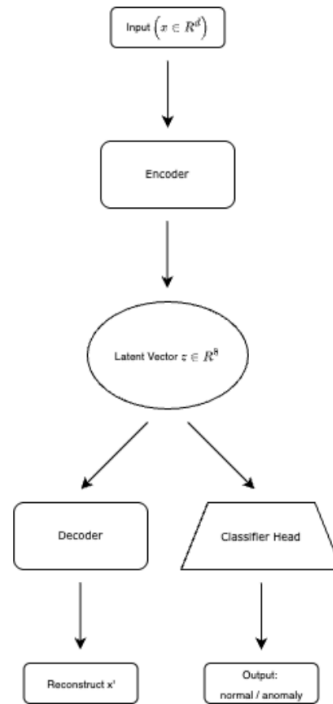 Input (x ∈ R^d)
Encoder
Latent Vector z ∈ R^8
Decoder
Classifier Head
Reconstruct x'
Output:
normal / anomaly